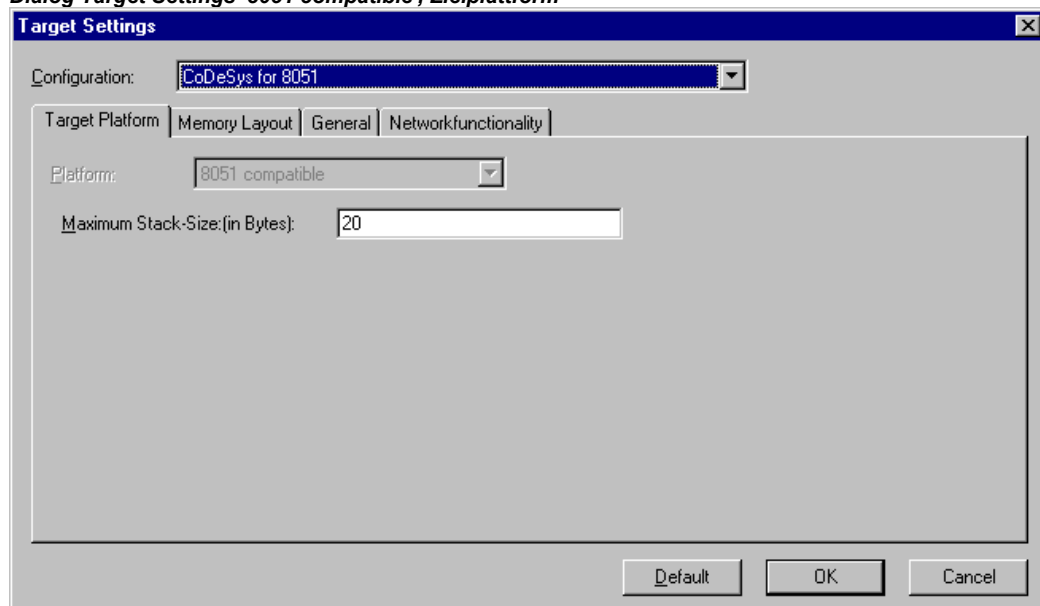 Dialog Target Settings '8051 compatible', Zielplattform
Target Settings
Configuration: CoDeSys for 8051
Target Platform Memory Layout General Networkfunctionality
Platform: 8051 compatible
Maximum Stack-Size:(in Bytes): 20
Default OK Cancel